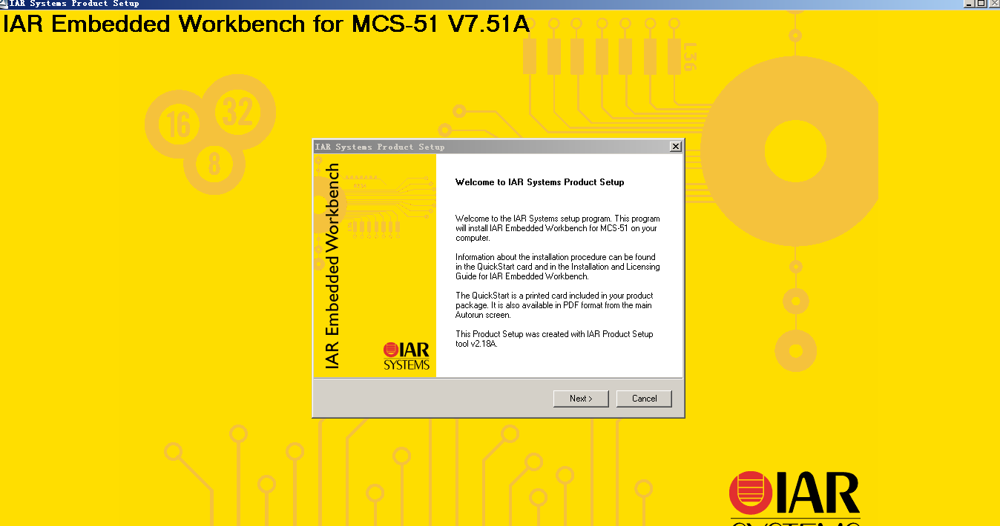 IAR Systems Product Setup
IAR Embedded Workbench for MCS-51 V7.51A
L36
16
32
8
IAR Systems Product Setup
IAR Embedded Workbench
IAR
SYSTEMS
Welcome to IAR Systems Product Setup
Welcome to the IAR Systems setup program. This program
will install IAR Embedded Workbench for MCS-51 on your
computer.
Information about the installation procedure can be found
in the QuickStart card and in the Installation and Licensing
Guide for IAR Embedded Workbench.
The QuickStart is a printed card included in your product
package. It is also available in PDF format from the main
Autorun screen.
This Product Setup was created with IAR Product Setup
tool v2.18A.
Next >
Cancel
IAR
SYSTEMS